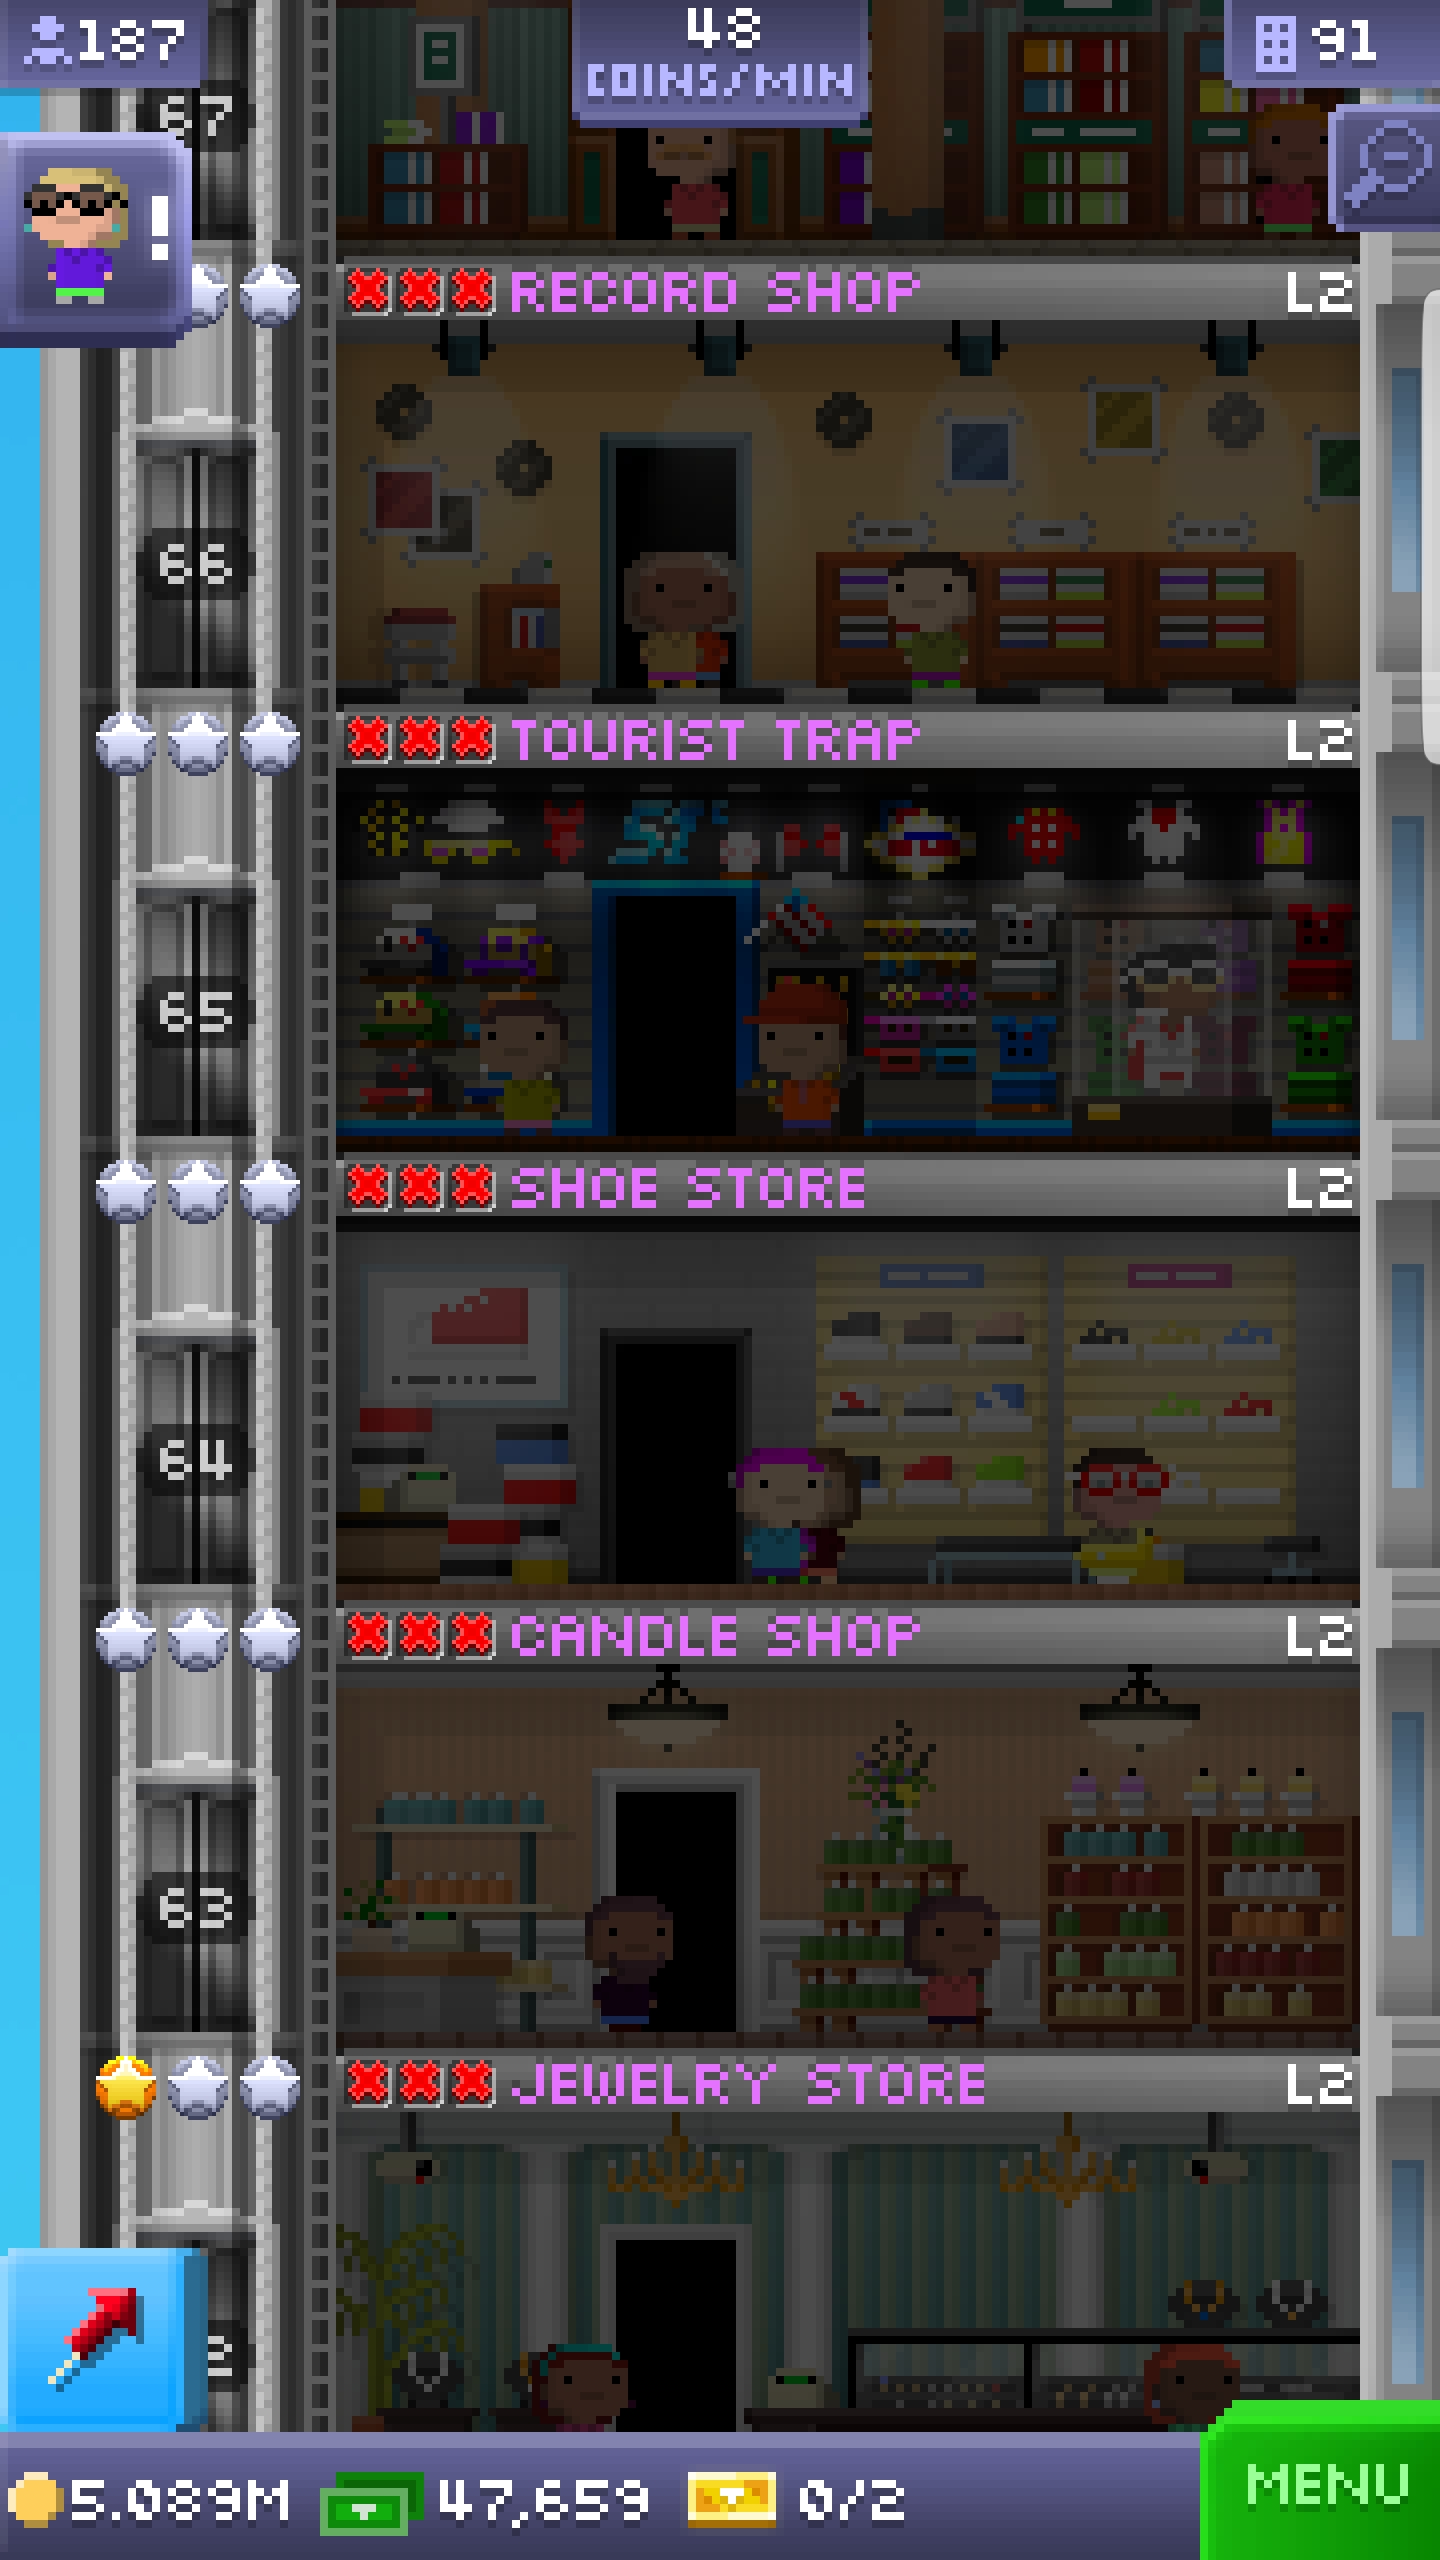 187
48
COINS/MIN
91
67
!
RECORD SHOP L2
66
TOURIST TRAP L2
65
SHOE STORE L2
64
CANDLE SHOP L2
63
JEWELRY STORE L2
2
5.089M 47,659 0/2
MENU